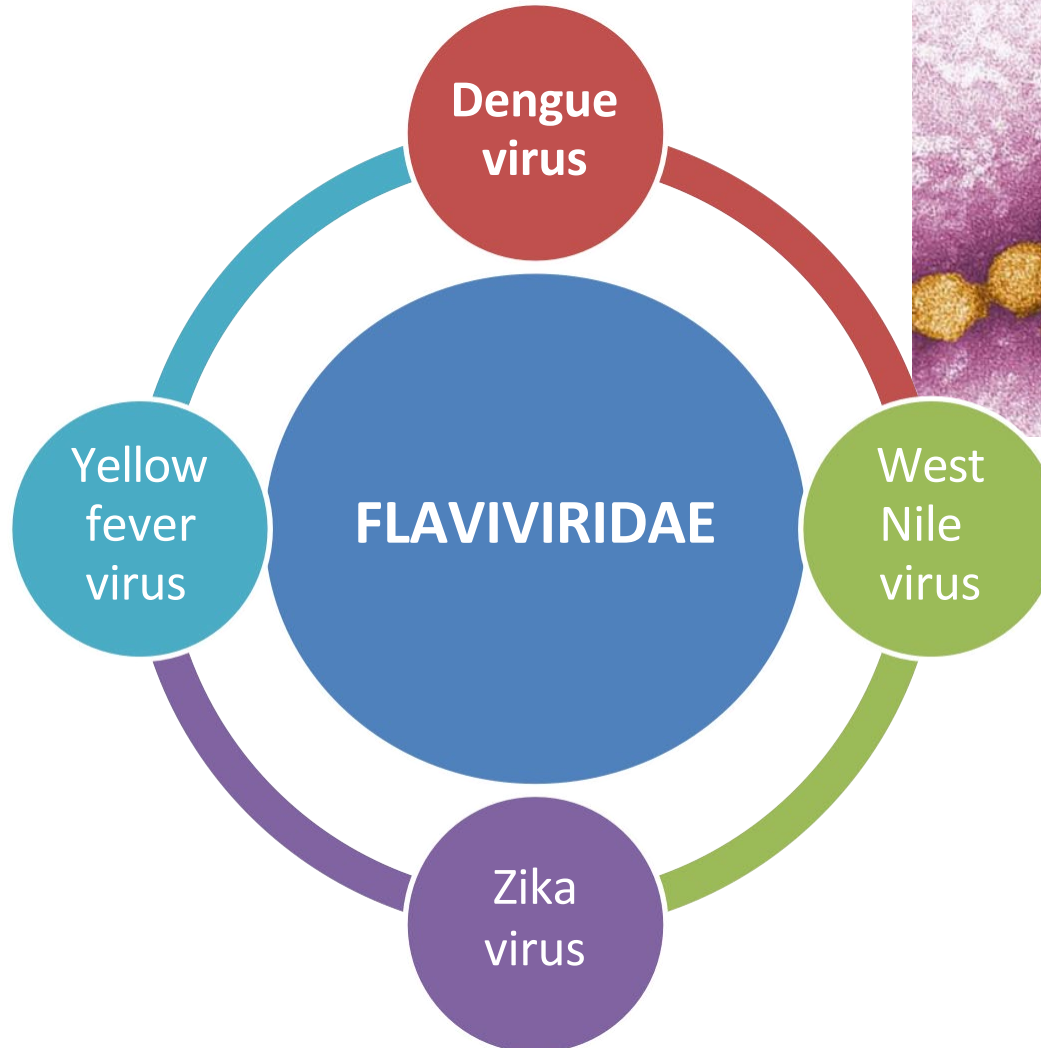 Dengue
virus
Yellow
fever
virus
FLAVIVIRIDAE
West
Nile
virus
Zika
virus